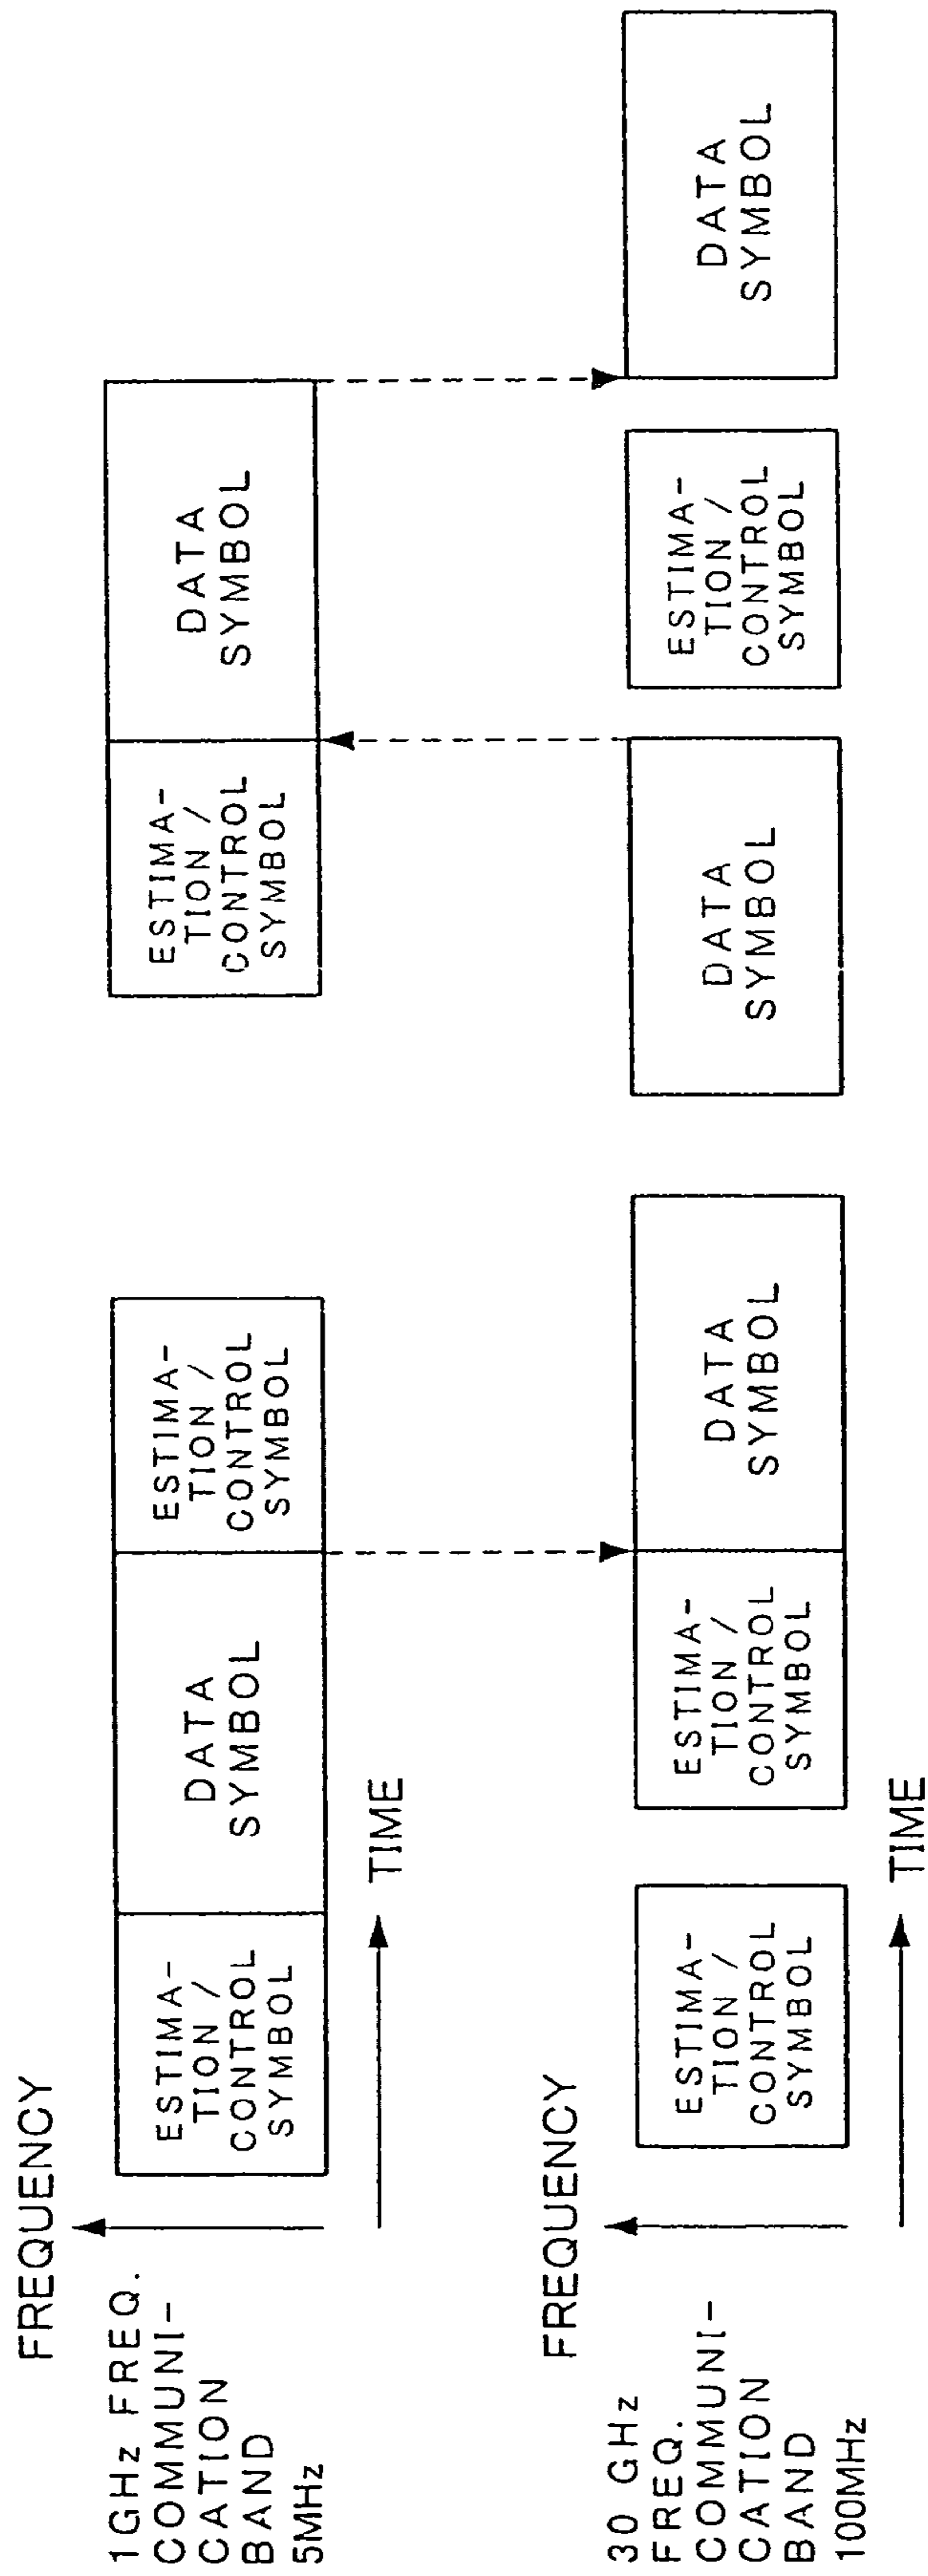 FREQUENCY
1GHz FREQ.
COMMUNI-
CATION
BAND
5MHz
ESTIMA-
TION /
CONTROL
SYMBOL
DATA
SYMBOL
ESTIMA-
TION /
CONTROL
SYMBOL
ESTIMA-
TION /
CONTROL
SYMBOL
DATA
SYMBOL
TIME
FREQUENCY
30 GHz
FREQ.
COMMUNI-
CATION
BAND
100MHz
ESTIMA-
TION /
CONTROL
SYMBOL
ESTIMA-
TION /
CONTROL
SYMBOL
DATA
SYMBOL
DATA
SYMBOL
ESTIMA-
TION /
CONTROL
SYMBOL
DATA
SYMBOL
TIME